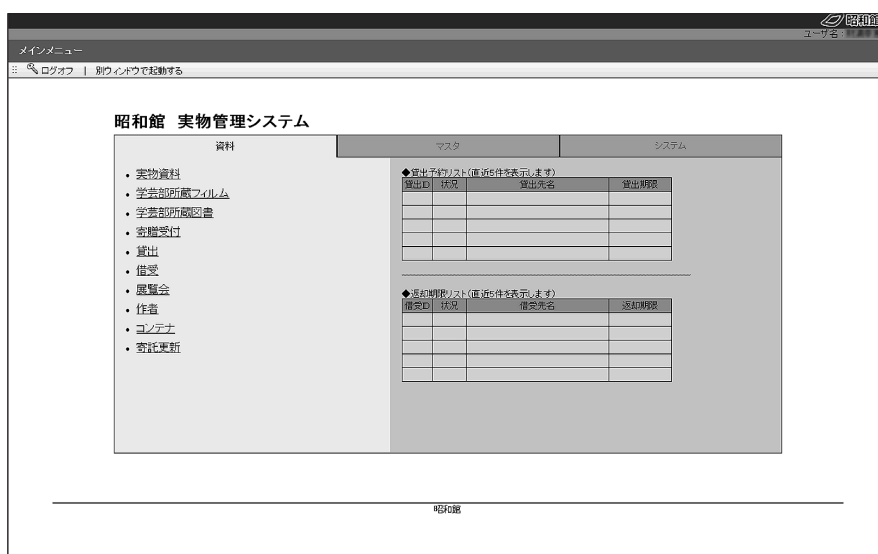 昭和館
ユーザ名：
メインメニュー
ログオフ | 別ウィンドウで起動する
昭和館 実物管理システム
資料 マスタ システム
・実物資料
・学芸部所蔵フィルム
・学芸部所蔵図書
・寄贈受付
・貸出
・借受
・展覧会
・作者
・コンテナ
・寄託更新
◆貸出予約リスト(直近5件を表示します)
貸出ID 状況 貸出先名 貸出期限
◆返却期限リスト(直近5件を表示します)
借受ID 状況 借受先名 返却期限
昭和館